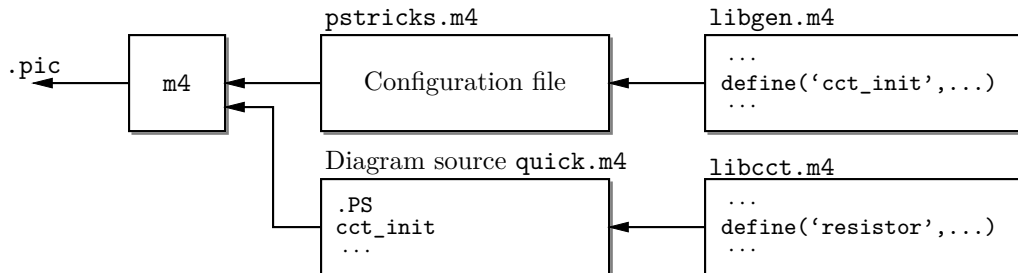 pstricks.m4
libgen.m4
.pic
m4
Configuration file
...
define(‘cct_init’,...)
...
Diagram source quick.m4
libcct.m4
.PS
cct_init
...
...
define(‘resistor’,...)
...